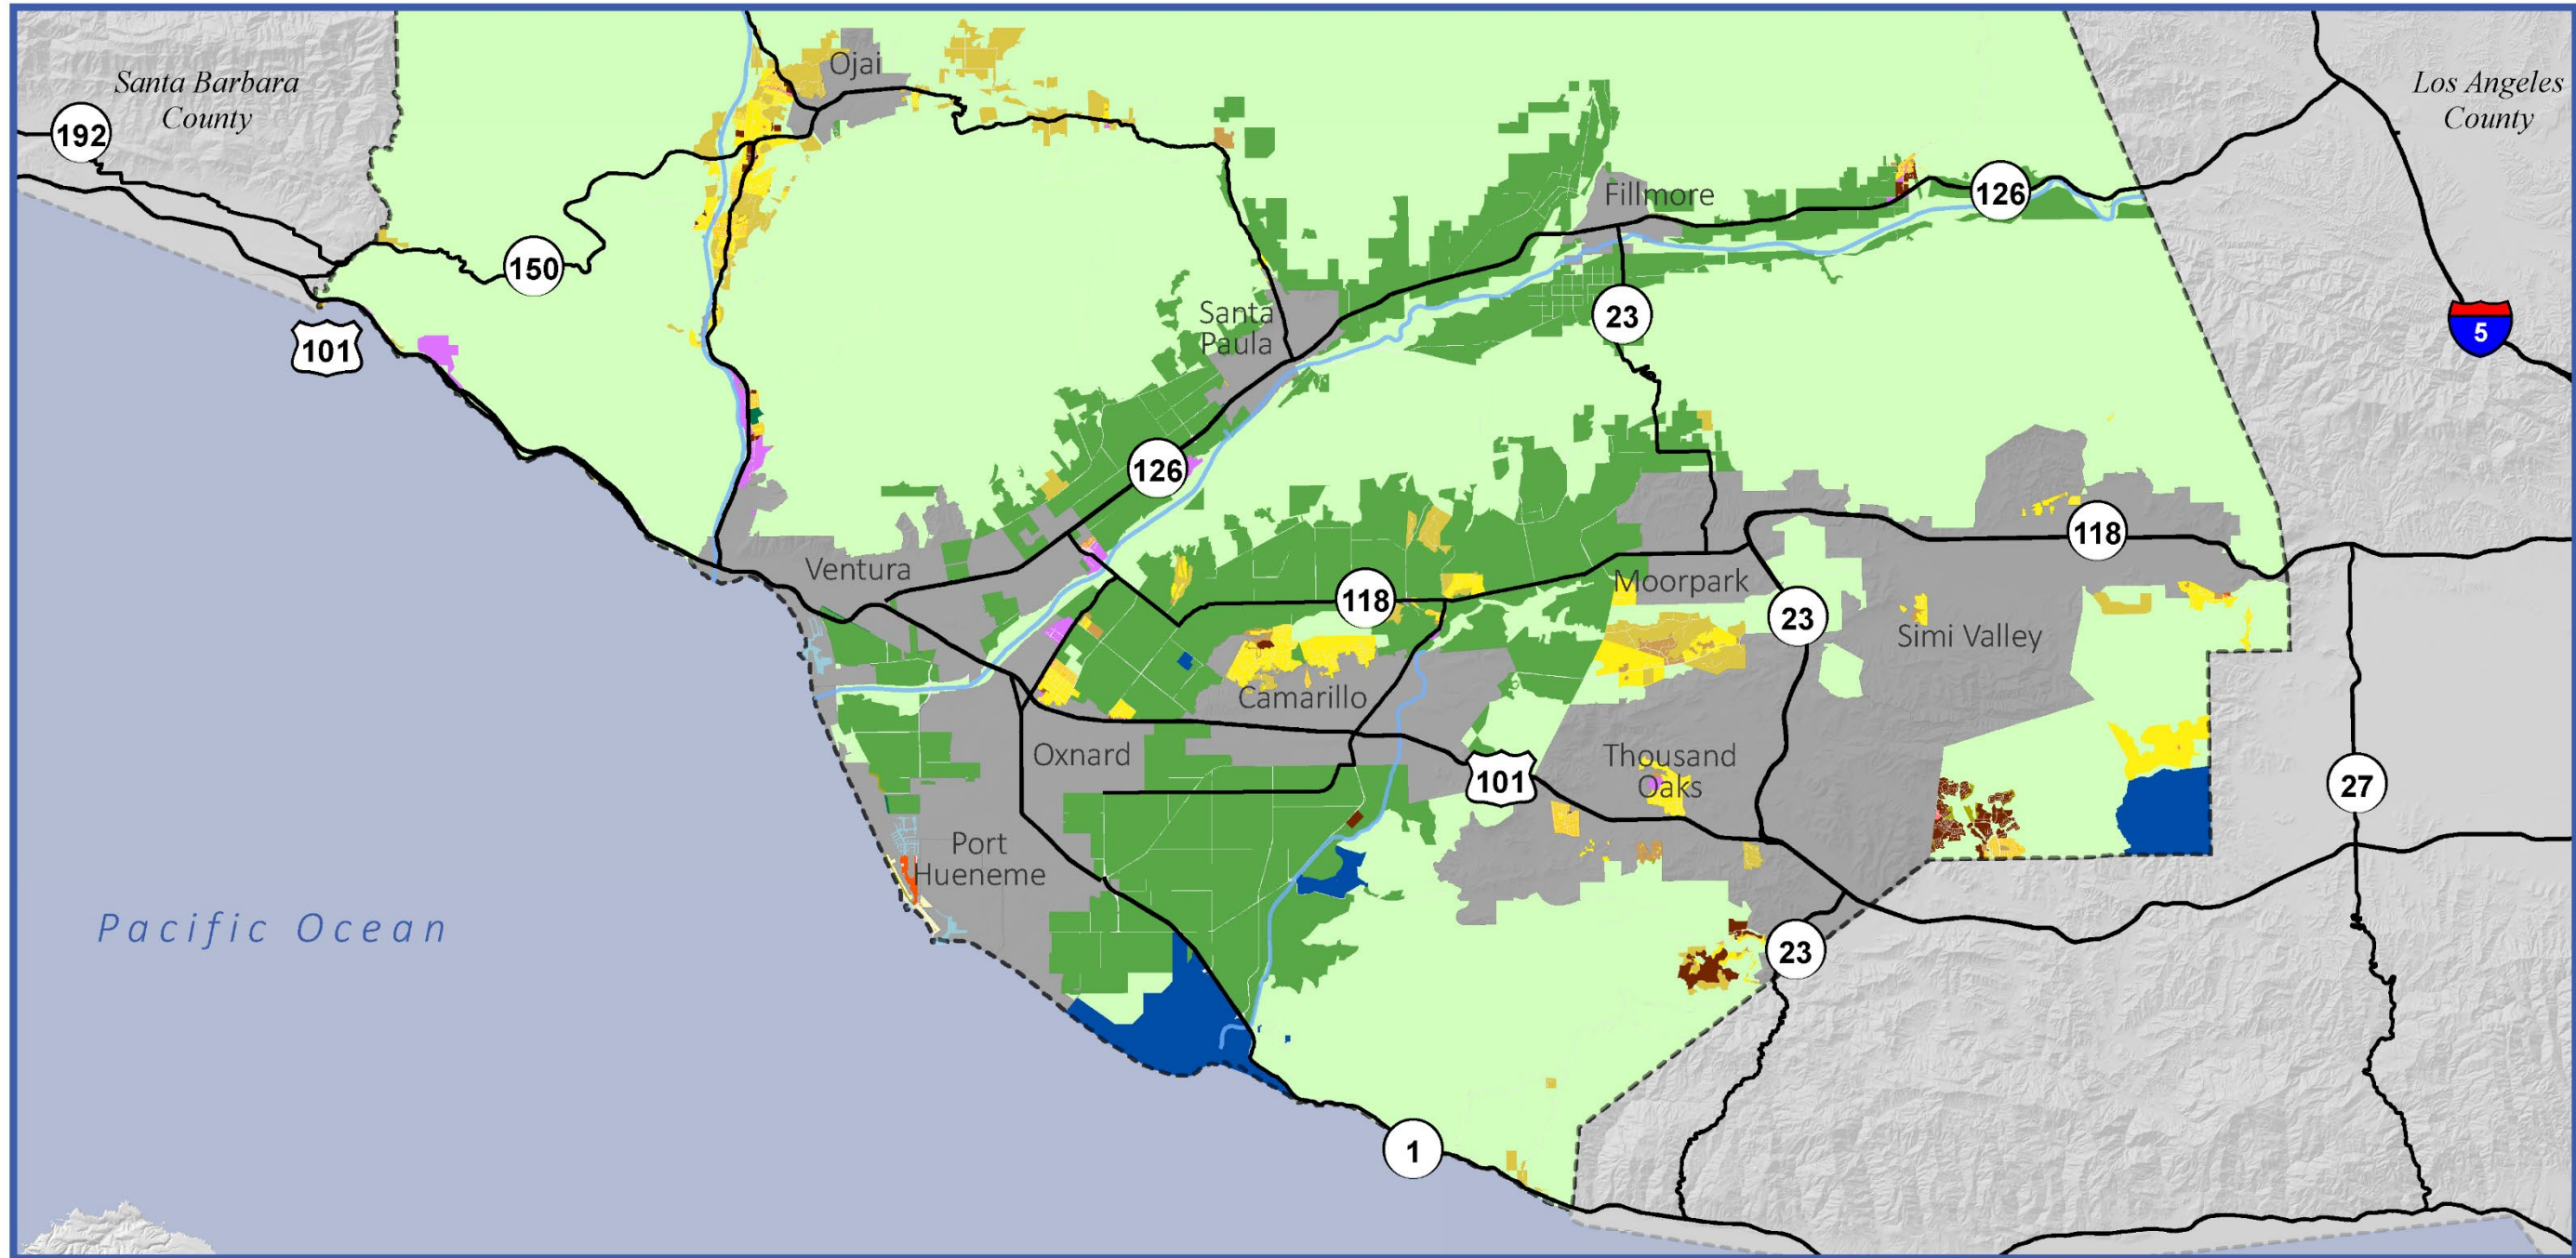 Santa Barbara
County
192
Ojai
Los Angeles
County
150
Fillmore
126
101
Santa
Paula
23
5
126
118
Ventura
118
Moorpark
23
Simi Valley
Camarillo
Oxnard
101
Thousand
Oaks
27
Port
Hueneme
Pacific Ocean
23
1